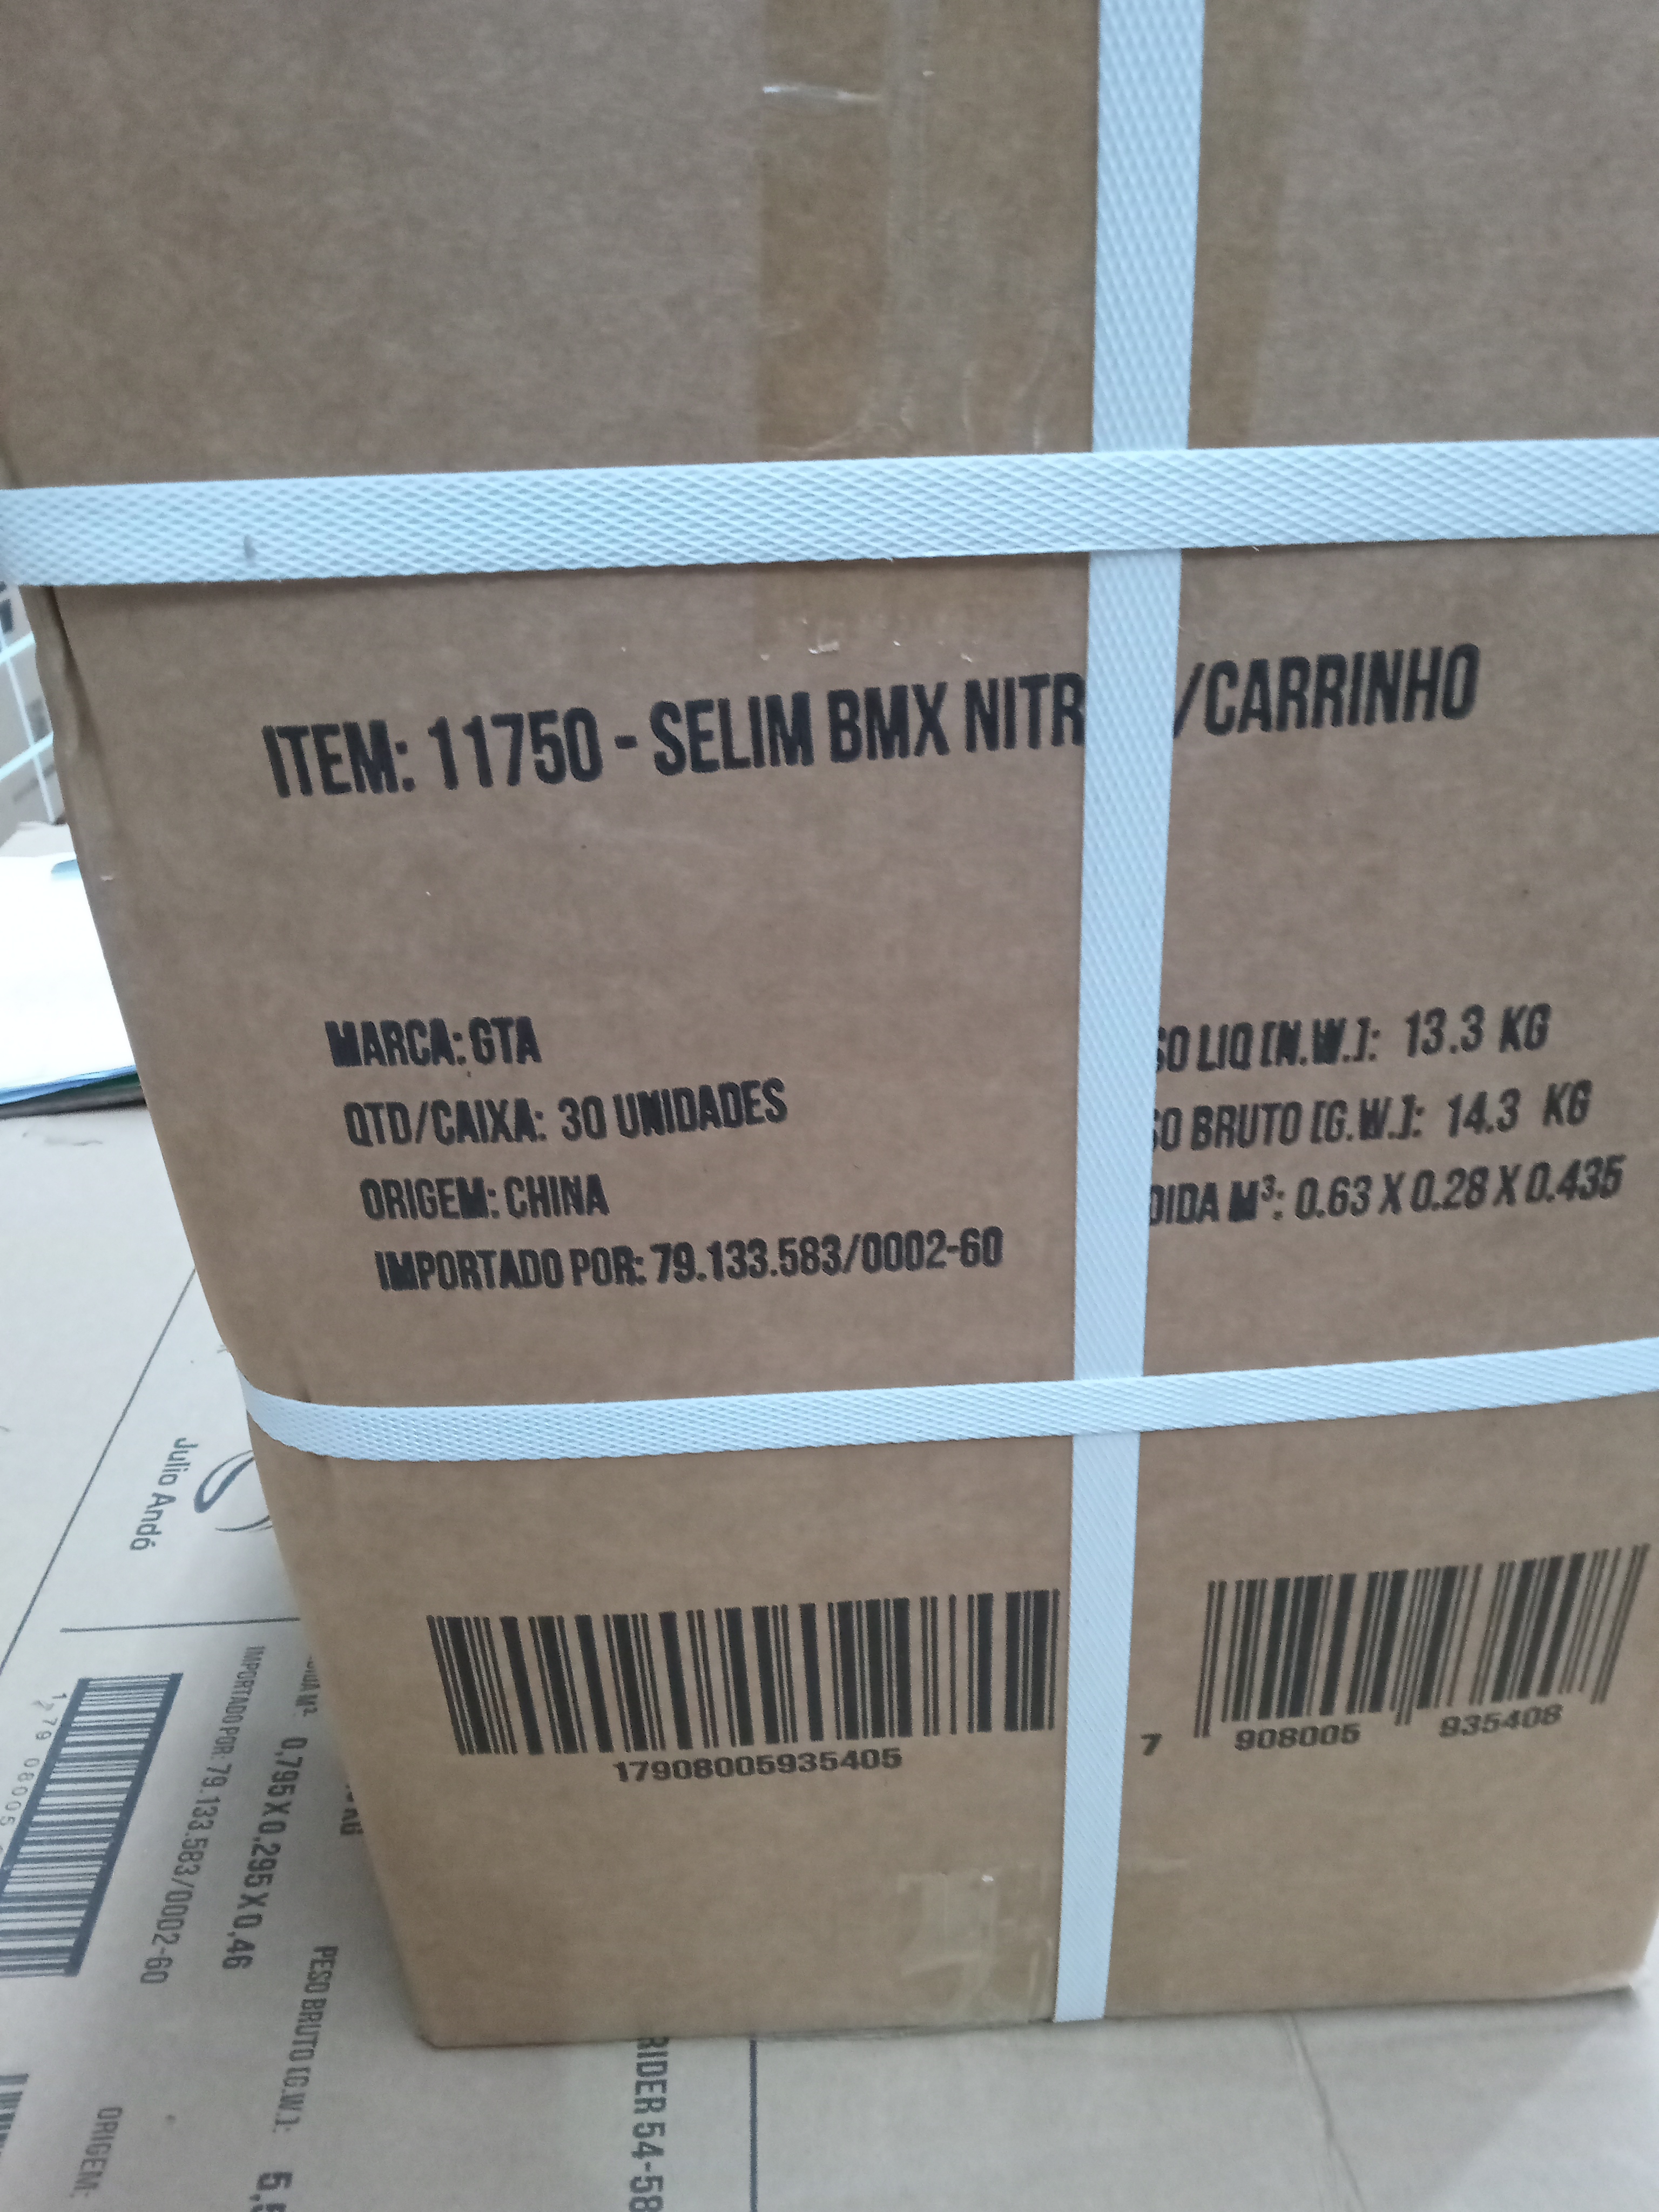 ITEM: 11750 - SELIM BMX NITR /CARRINHO
MARCA: GTA
QTD/CAIXA: 30 UNIDADES
ORIGEM: CHINA
IMPORTADO POR: 79.133.583/0002-60
SO LIQ [N.W.]: 13.3 KG
SO BRUTO [G.W.]: 14.3 KG
DIDA M³: 0.63 X 0.28 X 0.435
17908005935405
7 908005 935408
Julio Andó
IMPORTADO POR: 79.133.583/0002-60
0,795 X 0,295 X 0,46
PESO BRUTO [G.W.]:
ORIGEM:
RIDER 54-58
1 79 08005